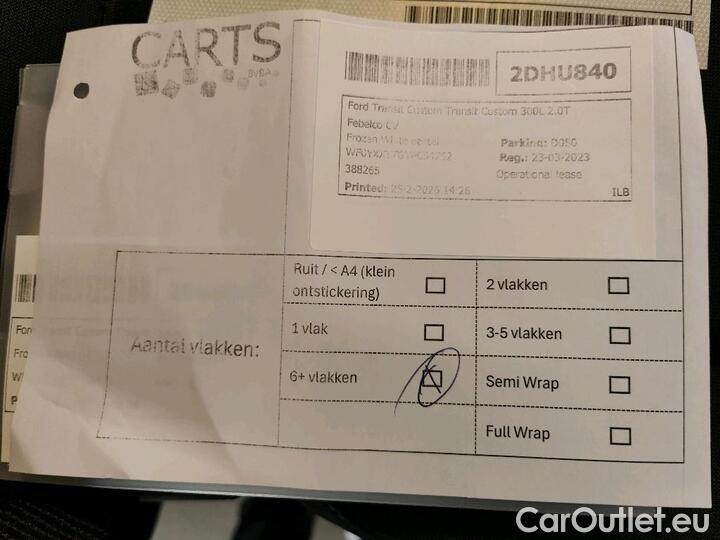 CARTS
BVBA
2DHU840
Ford Transit Custom Transit Custom 300L 2.0T
Febelco CV
Frozen White
Parking: D050
Reg.: 23-03-2023
388265
Operational lease
Printed: 25-2-2026 14:26
ILB
Aantal vlakken:
Ruit / < A4 (klein
ontstickering)
2 vlakken
1 vlak
3-5 vlakken
6+ vlakken
Semi Wrap
Full Wrap
CarOutlet.eu